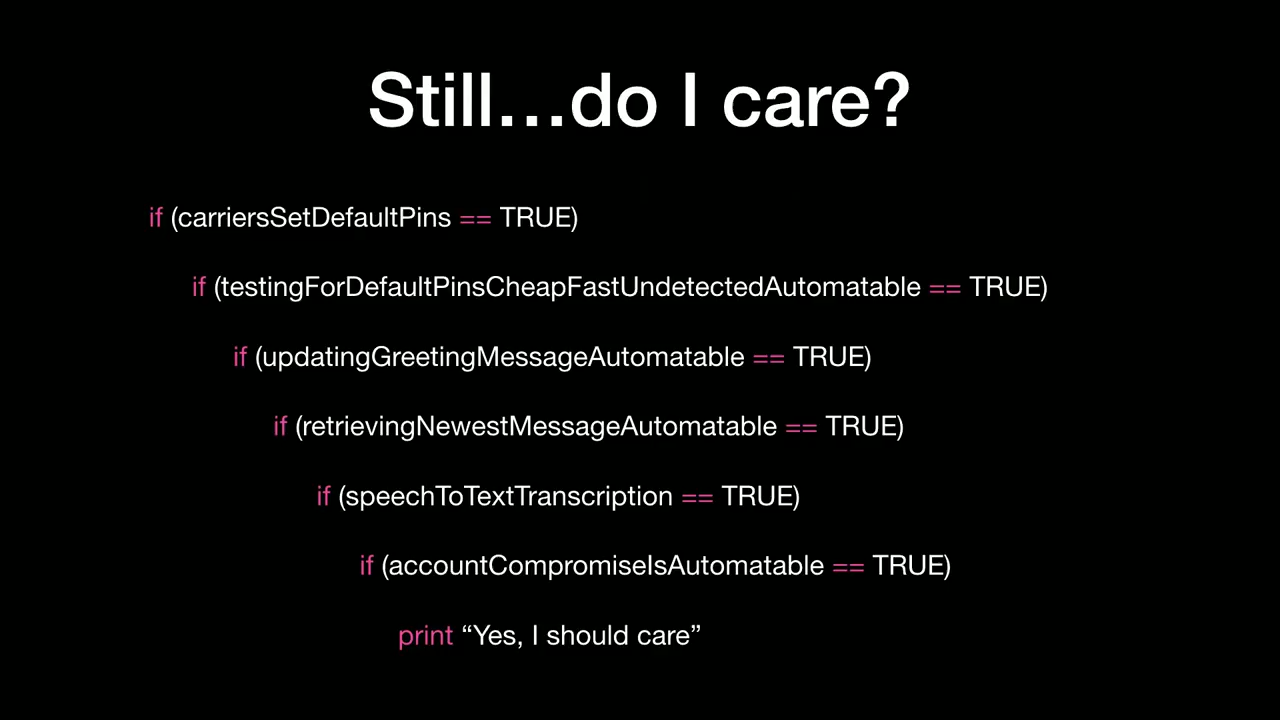 Still...do I care?
if (carriersSetDefaultPins == TRUE)
if (testingForDefaultPinsCheapFastUndetectedAutomatable == TRUE)
if (updatingGreetingMessageAutomatable == TRUE)
if (retrievingNewestMessageAutomatable == TRUE)
if (speechToTextTranscription == TRUE)
if (accountCompromiseIsAutomatable == TRUE)
print “Yes, I should care”